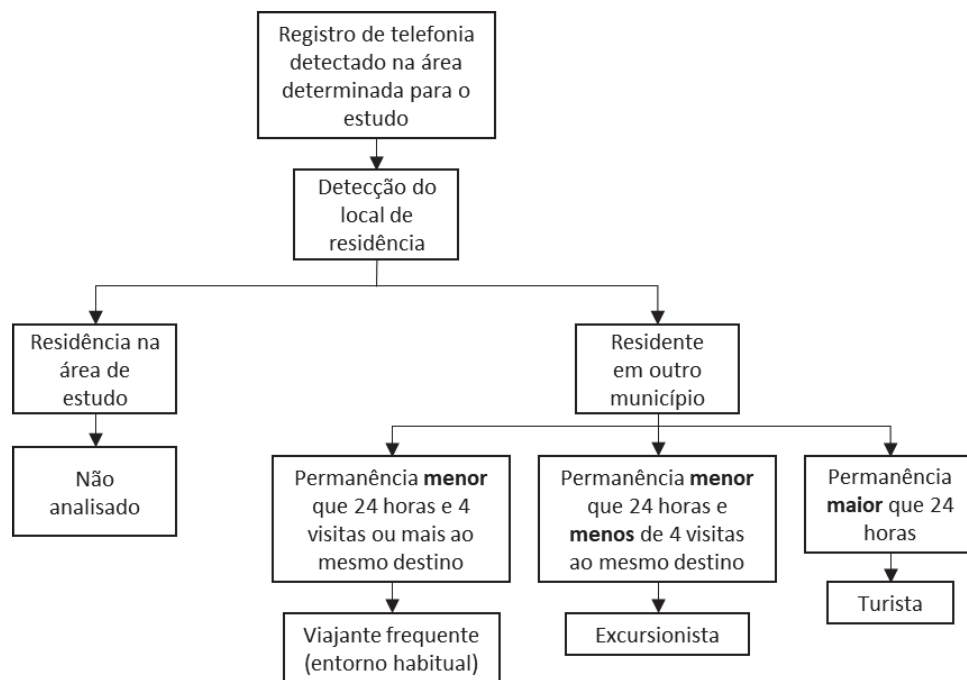 Registro de telefonia
detectado na área
determinada para o
estudo
Detecção do
local de
residência
Residência na
área de
estudo
Não
analisado
Residente
em outro
município
Permanência menor
que 24 horas e 4
visitas ou mais ao
mesmo destino
Viajante frequente
(entorno habitual)
Permanência menor
que 24 horas e
menos de 4 visitas
ao mesmo destino
Excursionista
Permanência
maior que 24
horas
Turista